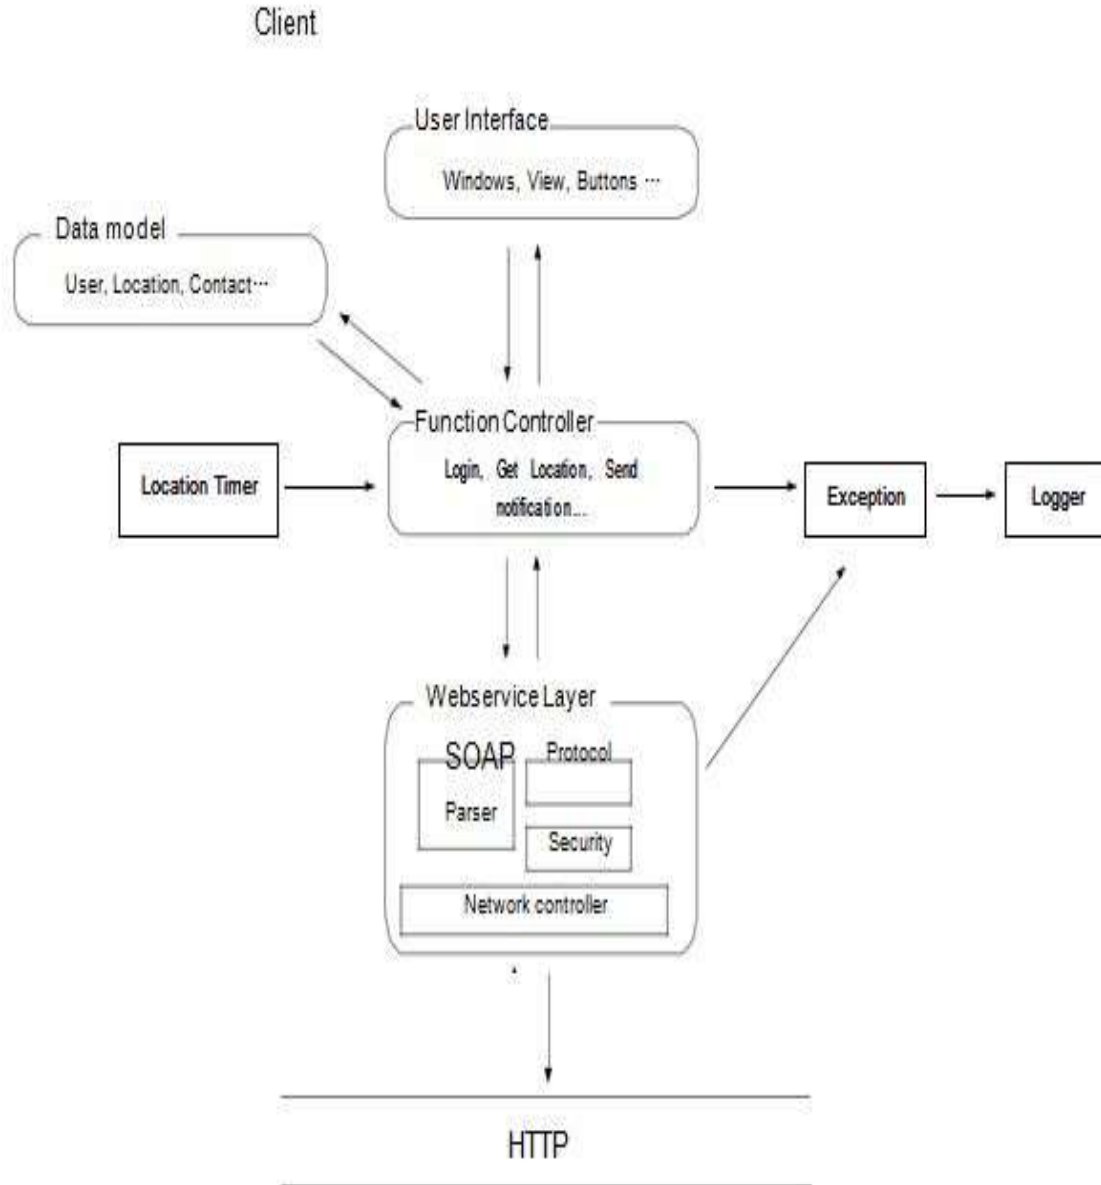 Client
User Interface
Windows, View, Buttons ⋯
Data model
User, Location, Contact⋯
Function Controller
Login, Get Location, Send
notification...
Location Timer
Exception
Logger
Webservice Layer
SOAP
Parser
Protocol
Security
Network controller
HTTP